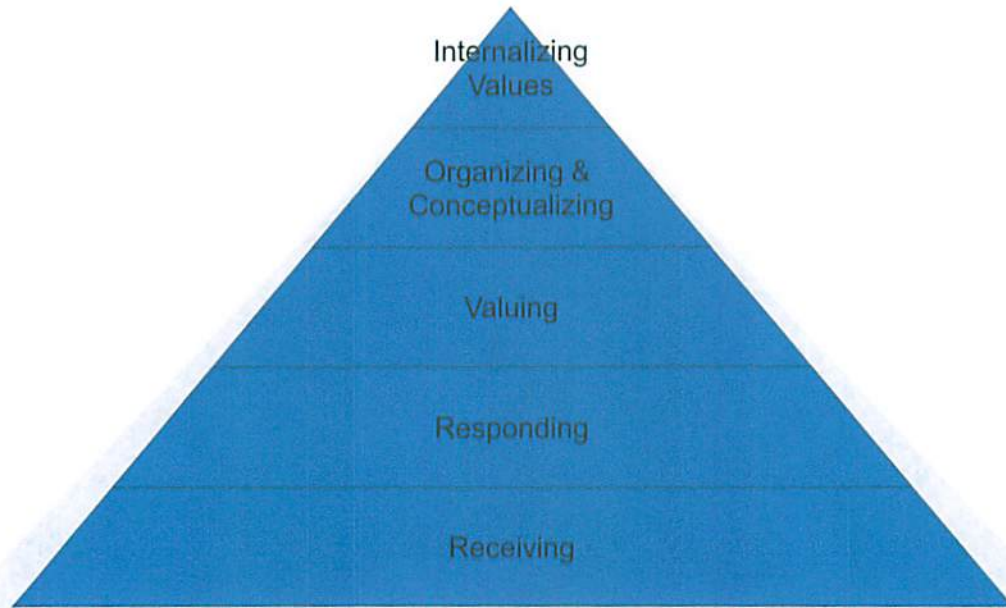 Internalizing
Values
Organizing &
Conceptualizing
Valuing
Responding
Receiving